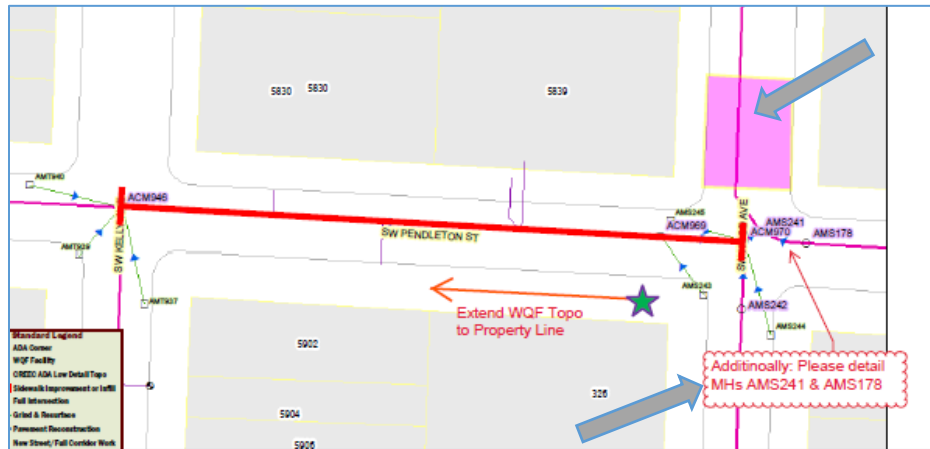 5830
5830
5839
AMT940
ACM946
AMS245
AMS241
ACM969
ACM970
AMS178
SW PENDLETON ST
AVE
SW KELLY
AMT939
AMT937
AMS243
AMS242
AMS244
Extend WQF Topo
to Property Line
Additinoally: Please detail
MHs AMS241 & AMS178
5902
326
5904
5906
Standard Legend
ADA Corner
WQF Facility
CREEC ADA Low Detail Topo
Sidewalk Improvement or Infill
Full Intersection
Grind & Resurface
Pavement Reconstruction
New Street/ Full Corridor Work